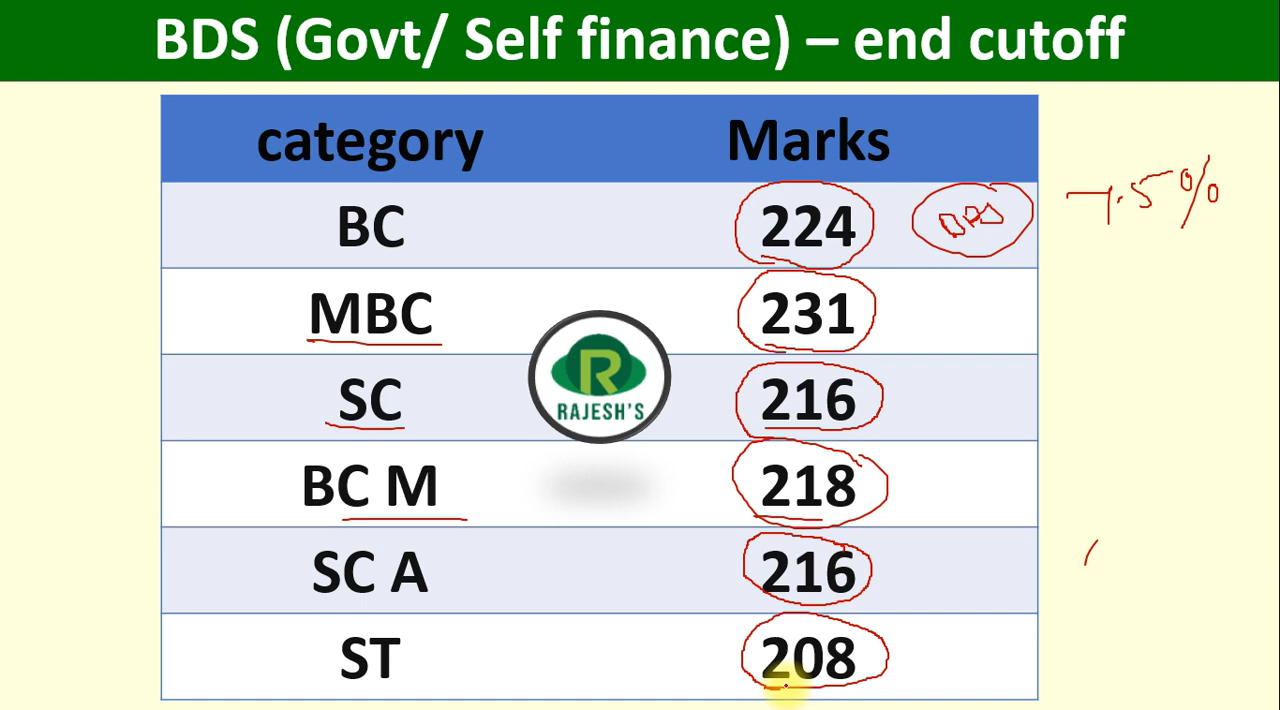 BDS (Govt/ Self finance) – end cutoff
category Marks
BC 224 BDS 7.5%
MBC 231
SC 216
R
RAJESH'S
BC M 218
SC A 216
ST 208